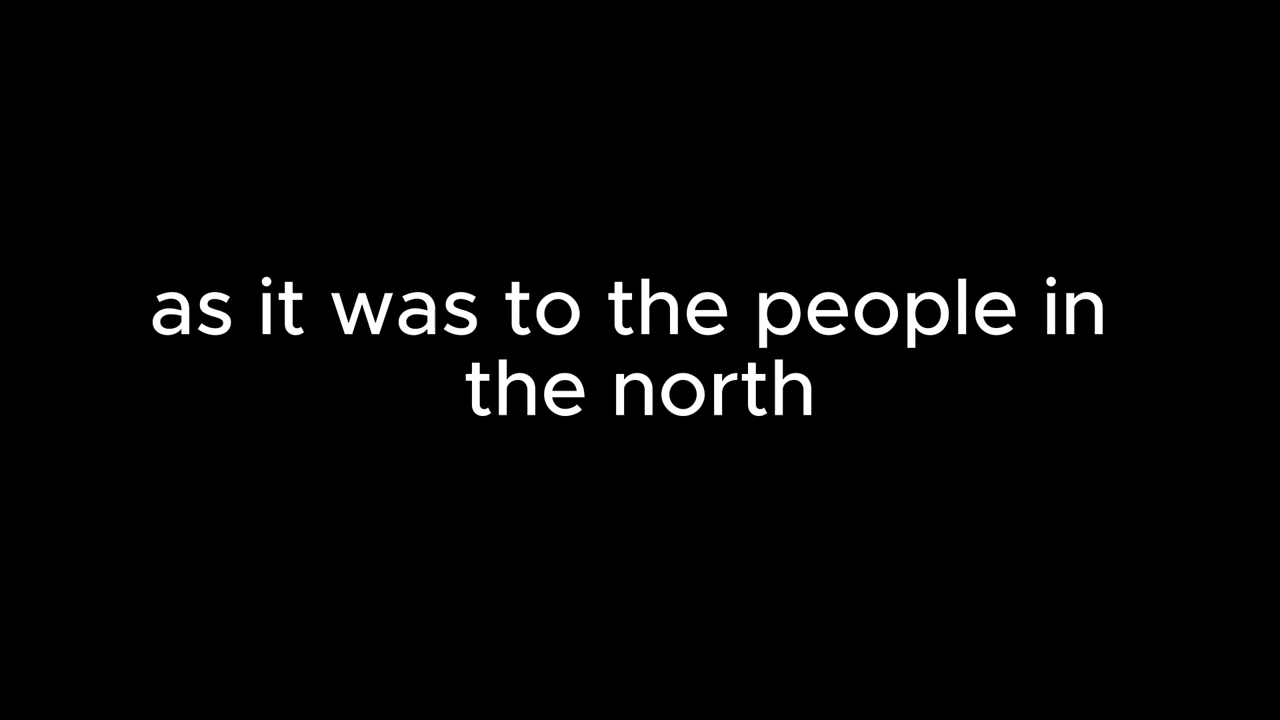 as it was to the people in
the north